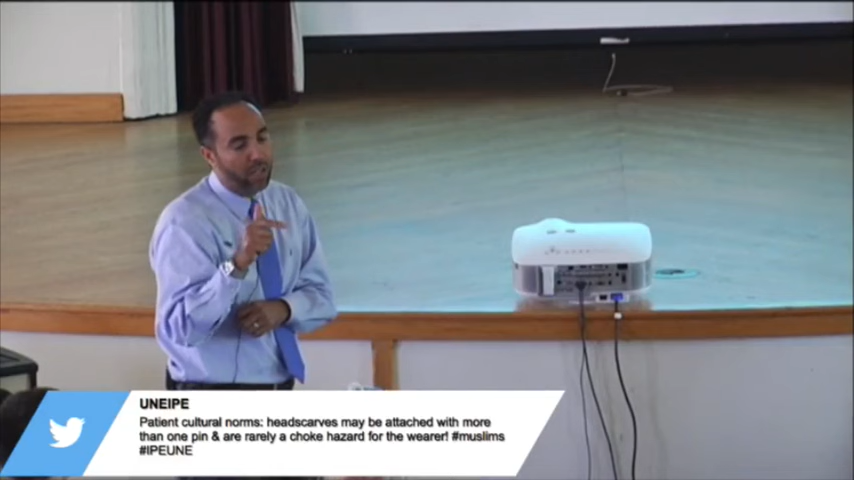 UNEIPE
Patient cultural norms: headscarves may be attached with more
than one pin & are rarely a choke hazard for the wearer! #muslims
#IPEUNE